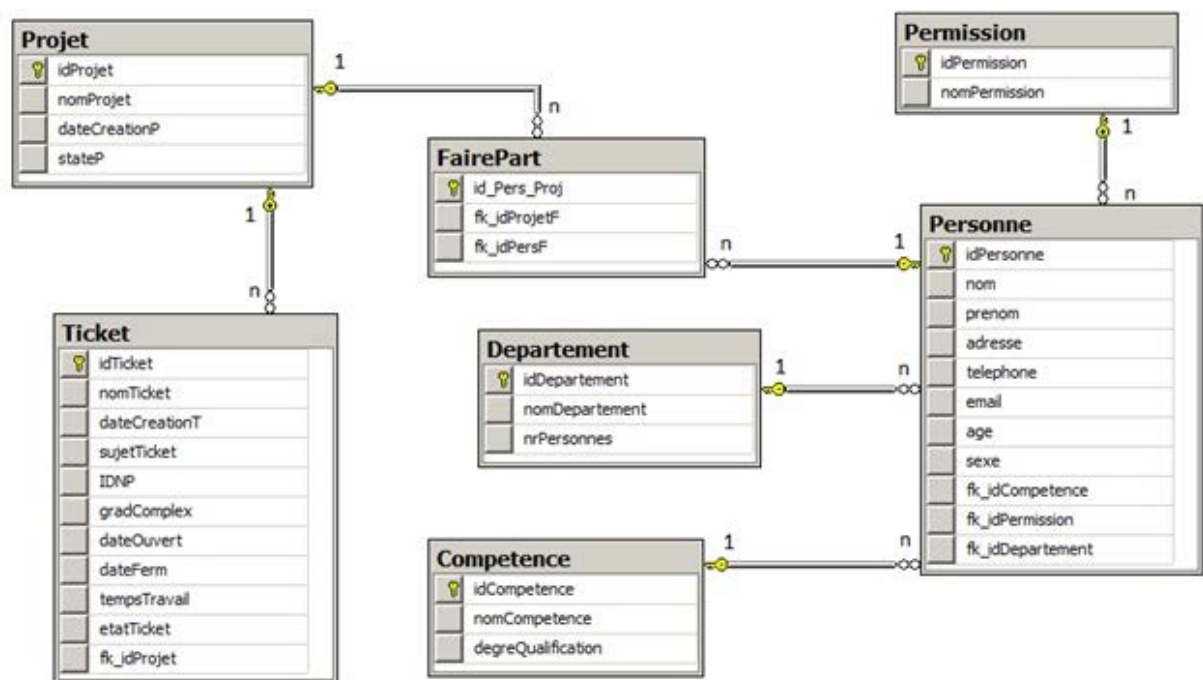 Projet
idProjet
nomProjet
dateCreationP
stateP
1
n
1
n
FairePart
id_Pers_Proj
fk_idProjetF
fk_idPersF
n
1
Permission
idPermission
nomPermission
1
n
Personne
idPersonne
nom
prenom
adresse
telephone
email
age
sexe
fk_idCompetence
fk_idPermission
fk_idDepartement
Ticket
idTicket
nomTicket
dateCreationT
sujetTicket
IDNP
gradComplex
dateOuvert
dateFerm
tempsTravail
etatTicket
fk_idProjet
Departement
idDepartement
nomDepartement
nrPersonnes
1
n
Competence
idCompetence
nomCompetence
degreQualification
1
n